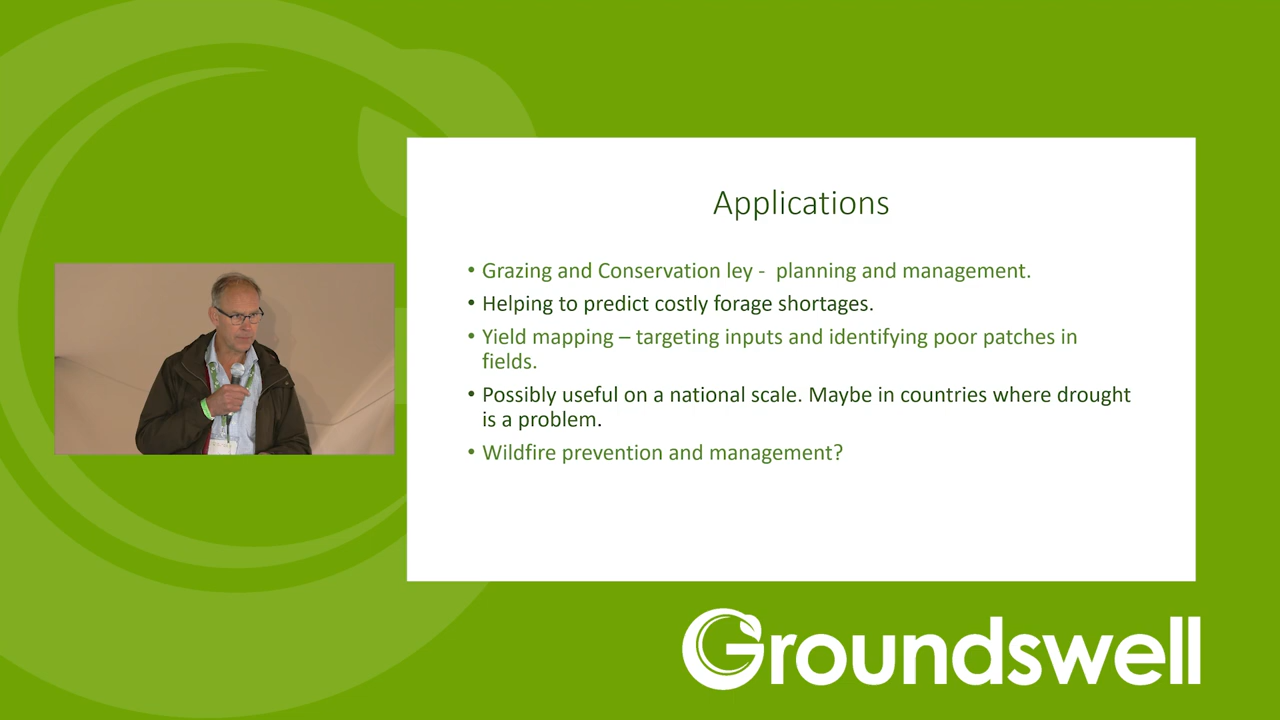 Applications
• Grazing and Conservation ley -  planning and management.
• Helping to predict costly forage shortages.
• Yield mapping – targeting inputs and identifying poor patches in
fields.
• Possibly useful on a national scale. Maybe in countries where drought
is a problem.
• Wildfire prevention and management?
Groundswell